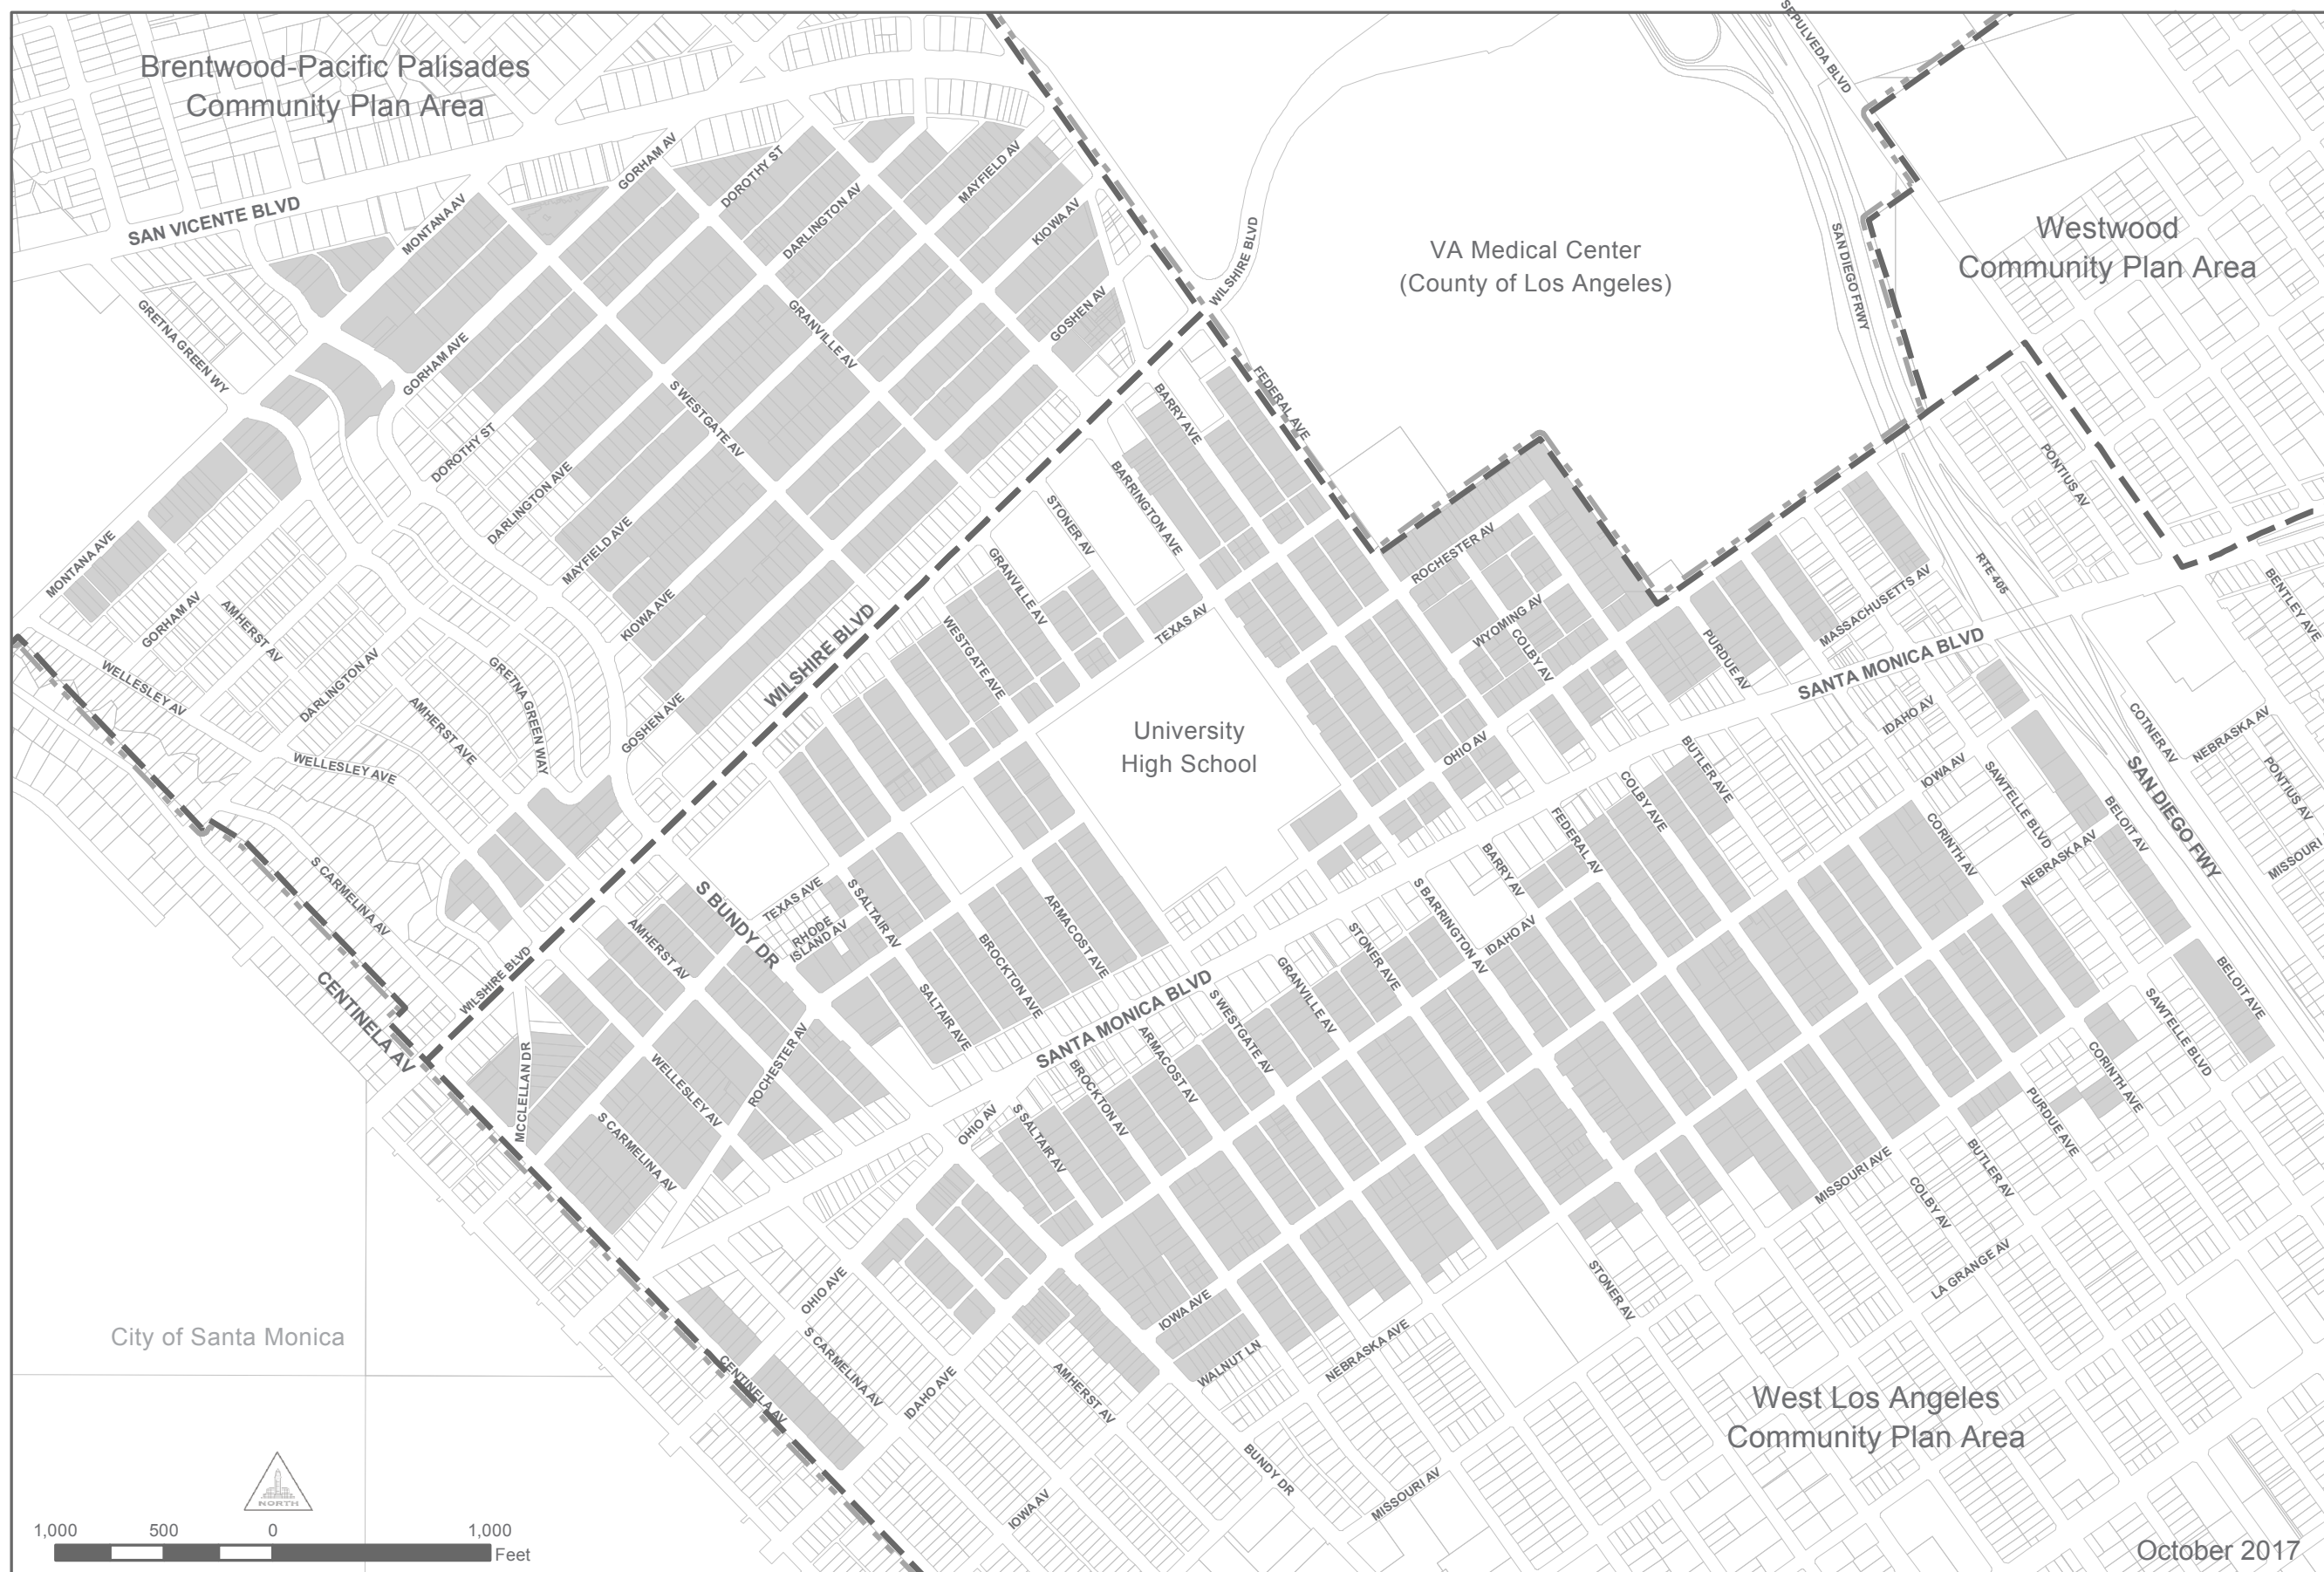 Brentwood-Pacific Palisades
Community Plan Area
SEPULVEDA BLVD
GORHAM AV
DOROTHY ST
MAYFIELD AV
DARLINGTON AV
MONTANA AV
KIOWA AV
SAN VICENTE BLVD
WILSHIRE BLVD
VA Medical Center
(County of Los Angeles)
SAN DIEGO FRWY
Westwood
Community Plan Area
GRETNA GREEN WY
GORHAM AVE
GRANVILLE AV
GOSHEN AV
S WESTGATE AV
BARRY AVE
FEDERAL AVE
DOROTHY ST
DARLINGTON AVE
STONER AV
BARRINGTON AVE
PONTIUS AV
MONTANA AVE
MAYFIELD AVE
GRANVILLE AV
ROCHESTER AV
RTE 405
BENTLEY AVE
GORHAM AV
AMHERST AV
KIOWA AVE
WILSHIRE BLVD
WESTGATE AVE
TEXAS AV
WYOMING AV
COLBY AV
PURDUE AV
MASSACHUSETTS AV
SANTA MONICA BLVD
WELLESLEY AV
DARLINGTON AV
AMHERST AVE
GRETNA GREEN WAY
GOSHEN AVE
University
High School
OHIO AV
BUTLER AVE
IDAHO AV
IOWA AV
COTNER AV
NEBRASKA AV
PONTIUS AV
WELLESLEY AVE
SAN DIEGO FWY
SAWTELLE BLVD
BELOIT AV
COLBY AVE
FEDERAL AV
CORINTH AV
NEBRASKA AV
MISSOURI
S CARMELINA AV
S BUNDY DR
TEXAS AVE
RHODE
ISLAND AV
S SALTAIR AV
ARMACOST AVE
BARRY AV
S BARRINGTON AV
IDAHO AV
STONER AVE
AMHERST AV
BROCKTON AVE
GRANVILLE AV
CENTINELA AV
WILSHIRE BLVD
SALTAIR AVE
SANTA MONICA BLVD
S WESTGATE AV
BELOIT AVE
SAWTELLE BLVD
MCCLELLAN DR
WELLESLEY AV
ROCHESTER AV
ARMACOST AV
BROCKTON AV
CORINTH AVE
PURDUE AVE
S CARMELINA AV
OHIO AV
S SALTAIR AV
BUTLER AV
MISSOURI AVE
COLBY AV
LA GRANGE AV
OHIO AVE
IOWA AVE
STONER AV
City of Santa Monica
S CARMELINA AV
WALNUT LN
NEBRASKA AVE
CENTINELA AV
IDAHO AVE
AMHERST AV
West Los Angeles
Community Plan Area
BUNDY DR
MISSOURI AV
IOWA AV
NORTH
1,000 500 0 1,000
Feet
October 2017